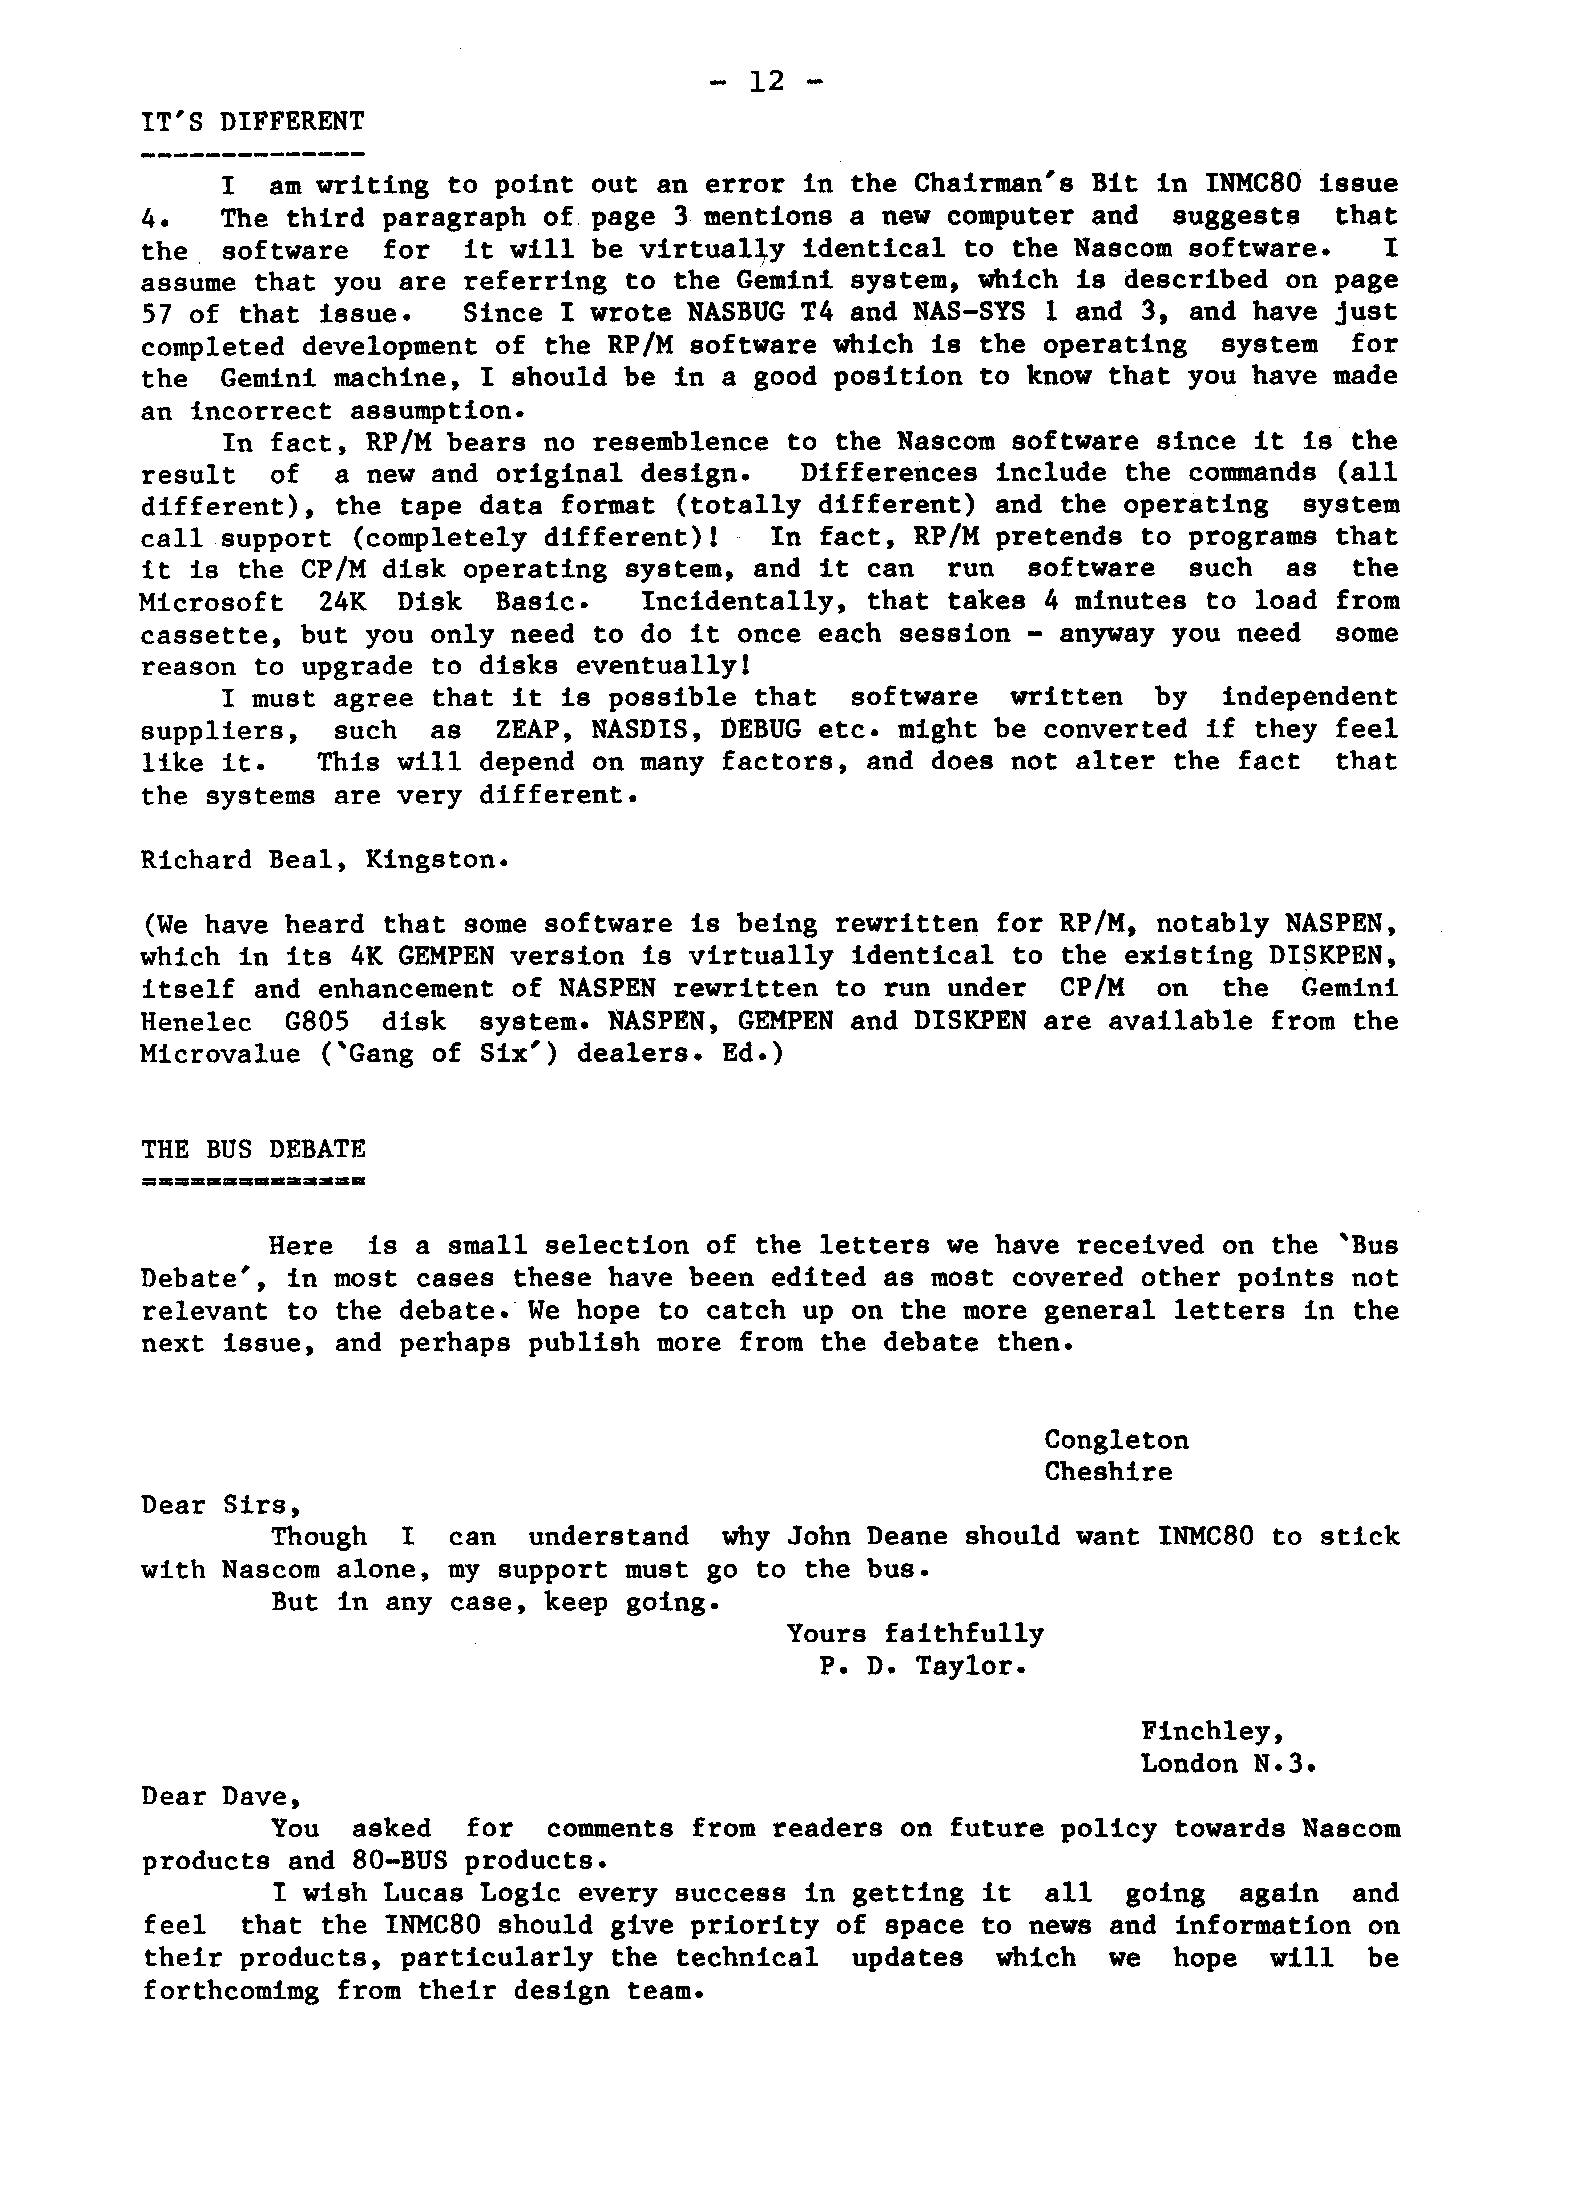 - 12 -
IT'S DIFFERENT
--------------
I am writing to point out an error in the Chairman's Bit in INMC80 issue
4. The third paragraph of page 3 mentions a new computer and suggests that
the software for it will be virtually identical to the Nascom software. I
assume that you are referring to the Gemini system, which is described on page
57 of that issue. Since I wrote NASBUG T4 and NAS-SYS 1 and 3, and have just
completed development of the RP/M software which is the operating system for
the Gemini machine, I should be in a good position to know that you have made
an incorrect assumption.
In fact, RP/M bears no resemblence to the Nascom software since it is the
result of a new and original design. Differences include the commands (all
different), the tape data format (totally different) and the operating system
call support (completely different)! In fact, RP/M pretends to programs that
it is the CP/M disk operating system, and it can run software such as the
Microsoft 24K Disk Basic. Incidentally, that takes 4 minutes to load from
cassette, but you only need to do it once each session - anyway you need some
reason to upgrade to disks eventually!
I must agree that it is possible that software written by independent
suppliers, such as ZEAP, NASDIS, DEBUG etc. might be converted if they feel
like it. This will depend on many factors, and does not alter the fact that
the systems are very different.
Richard Beal, Kingston.
(We have heard that some software is being rewritten for RP/M, notably NASPEN,
which in its 4K GEMPEN version is virtually identical to the existing DISKPEN,
itself and enhancement of NASPEN rewritten to run under CP/M on the Gemini
Henelec G805 disk system. NASPEN, GEMPEN and DISKPEN are available from the
Microvalue (`Gang of Six') dealers. Ed.)
THE BUS DEBATE
==============
Here is a small selection of the letters we have received on the `Bus
Debate', in most cases these have been edited as most covered other points not
relevant to the debate. We hope to catch up on the more general letters in the
next issue, and perhaps publish more from the debate then.
Congleton
Cheshire
Dear Sirs,
Though I can understand why John Deane should want INMC80 to stick
with Nascom alone, my support must go to the bus.
But in any case, keep going.
Yours faithfully
P. D. Taylor.
Finchley,
London N.3.
Dear Dave,
You asked for comments from readers on future policy towards Nascom
products and 80-BUS products.
I wish Lucas Logic every success in getting it all going again and
feel that the INMC80 should give priority of space to news and information on
their products, particularly the technical updates which we hope will be
forthcomimg from their design team.